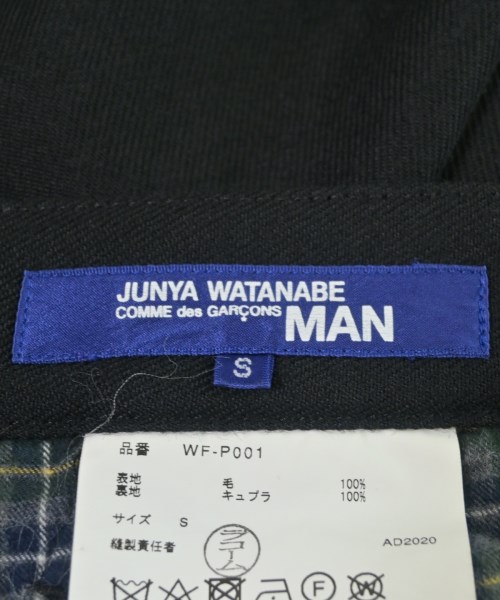 JUNYA WATANABE
COMME des GARÇONS MAN
S
品番 WF-P001
表地 毛 100%
裏地 キュプラ 100%
サイズ S
縫製責任者 AD2020
F W